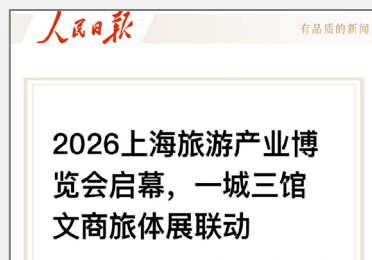 人民日报
有品质的新闻
2026上海旅游产业博
览会启幕，一城三馆
文商旅体展联动